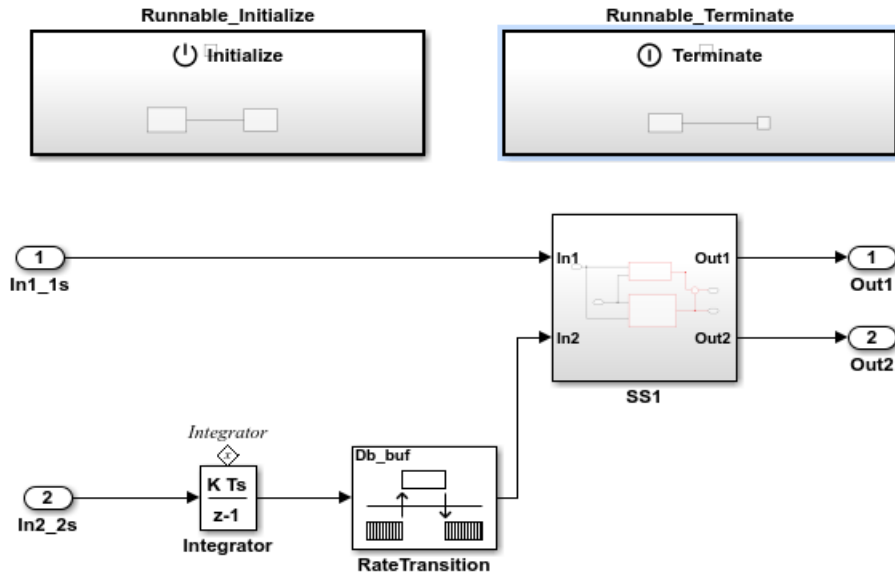 Runnable_Initialize
Runnable_Terminate
Initialize
Terminate
1
In1_1s
In1
Out1
1
Out1
In2
Out2
2
Out2
SS1
Integrator
x
2
In2_2s
K Ts
z-1
Integrator
Db_buf
RateTransition